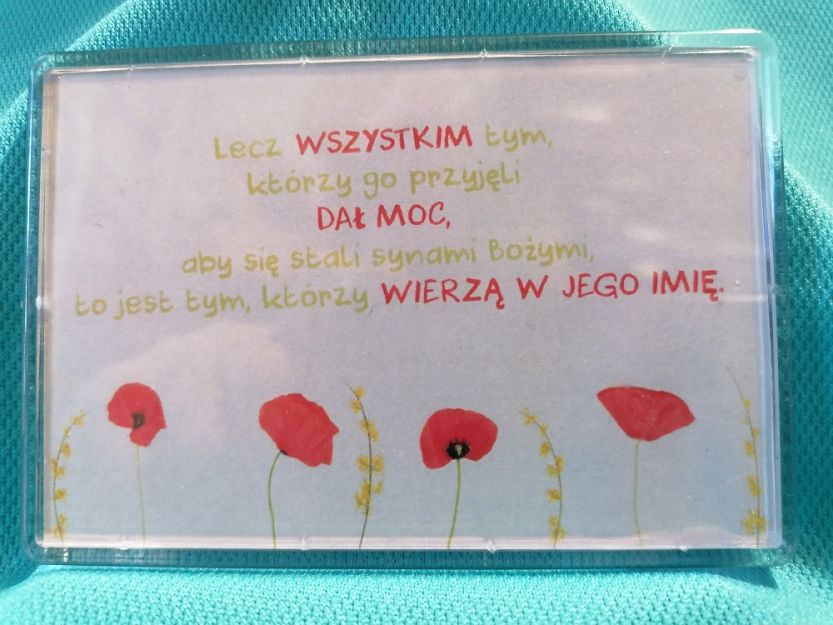 Lecz WSZYSTKIM tym,
którzy go przyjęli
DAŁ MOC,
aby się stali synami Bożymi,
to jest tym, którzy WIERZĄ W JEGO IMIĘ.